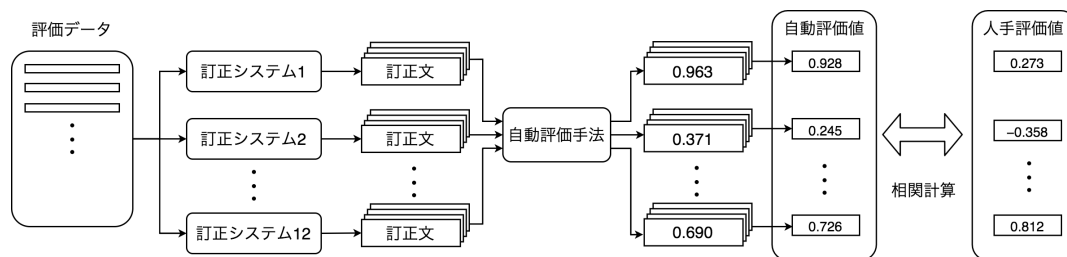 評価データ
訂正システム1
訂正システム2
訂正システム12
訂正文
訂正文
訂正文
自動評価手法
0.963
0.371
0.690
自動評価値
0.928
0.245
0.726
相関計算
人手評価値
0.273
−0.358
0.812